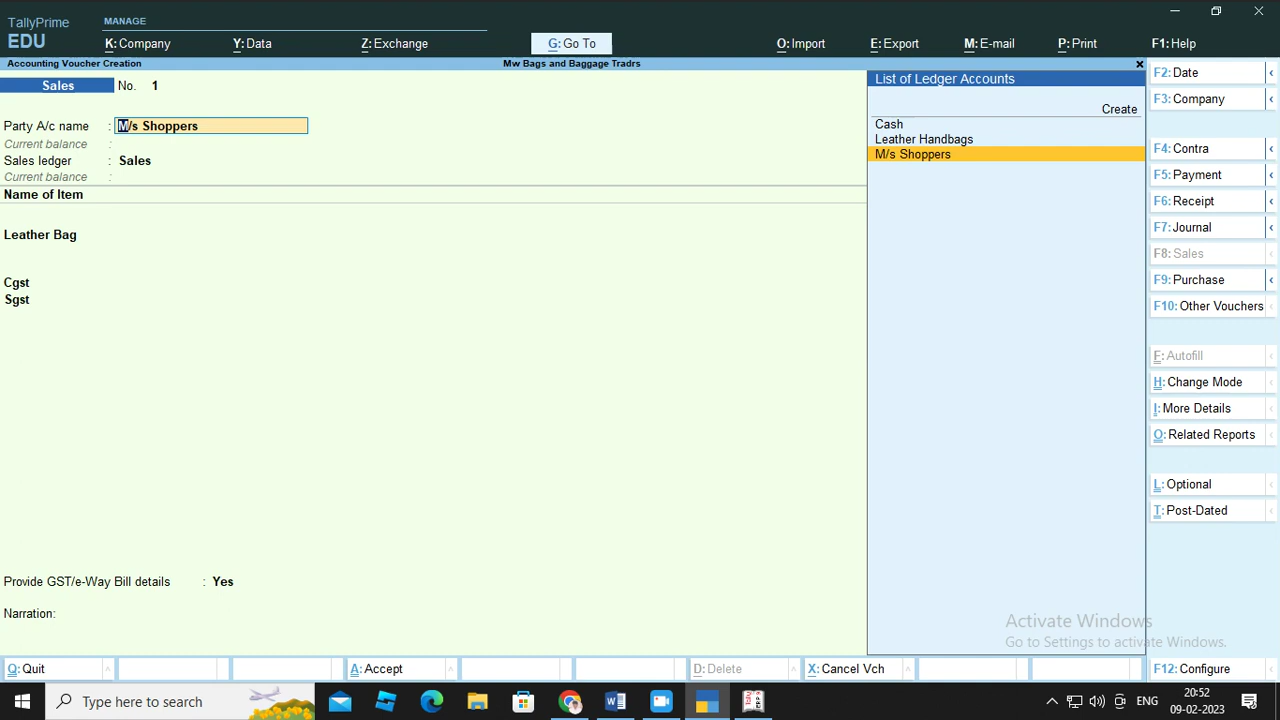 TallyPrime
EDU
MANAGE
K: Company
Y: Data
Z: Exchange
G: Go To
O: Import
E: Export
M: E-mail
P: Print
F1: Help
Accounting Voucher Creation
Mw Bags and Baggage Tradrs
Sales No. 1
Party A/c name : M/s Shoppers
Current balance :
Sales ledger : Sales
Current balance :
Name of Item
Leather Bag
Cgst
Sgst
Provide GST/e-Way Bill details : Yes
Narration:
List of Ledger Accounts
Create
Cash
Leather Handbags
M/s Shoppers
F2: Date
F3: Company
F4: Contra
F5: Payment
F6: Receipt
F7: Journal
F8: Sales
F9: Purchase
F10: Other Vouchers
F: Autofill
H: Change Mode
I: More Details
O: Related Reports
L: Optional
T: Post-Dated
Activate Windows
Go to Settings to activate Windows.
Q: Quit
A: Accept
D: Delete
X: Cancel Vch
F12: Configure
Type here to search
ENG
20:52
09-02-2023